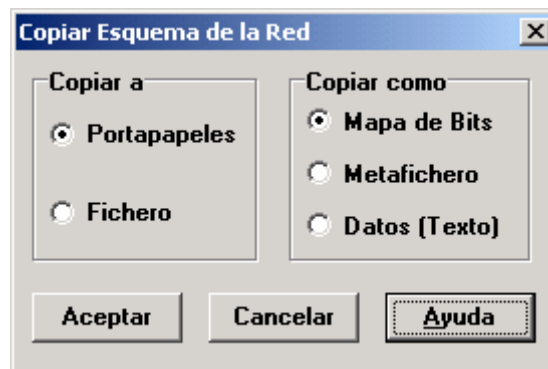 Copiar Esquema de la Red
Copiar a
Portapapeles
Fichero
Copiar como
Mapa de Bits
Metafichero
Datos (Texto)
Aceptar
Cancelar
Ayuda